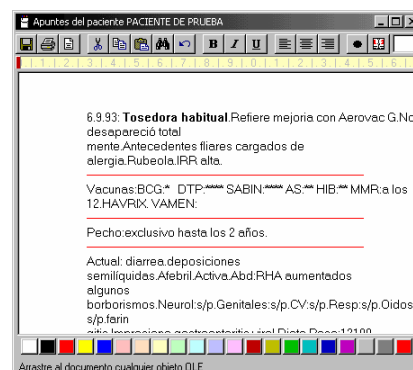 Apuntes del paciente PACIENTE DE PRUEBA
B I U
6.9.93: Tosedora habitual.Refiere mejoria con Aerovac G.No
desapareció total
mente.Antecedentes fliares cargados de
alergia.Rubeola.IRR alta.
Vacunas:BCG:* DTP:**** SABIN:**** AS:** HIB:** MMR:a los
12.HAVRIX. VAMEN:
Pecho:exclusivo hasta los 2 años.
Actual: diarrea.deposiciones
semilíquidas.Afebril.Activa.Abd:RHA aumentados
algunos
borborismos.Neurol:s/p.Genitales:s/p.CV:s/p.Resp:s/p.Oidos
s/p.farin
Arrastre al documento cualquier objeto OLE